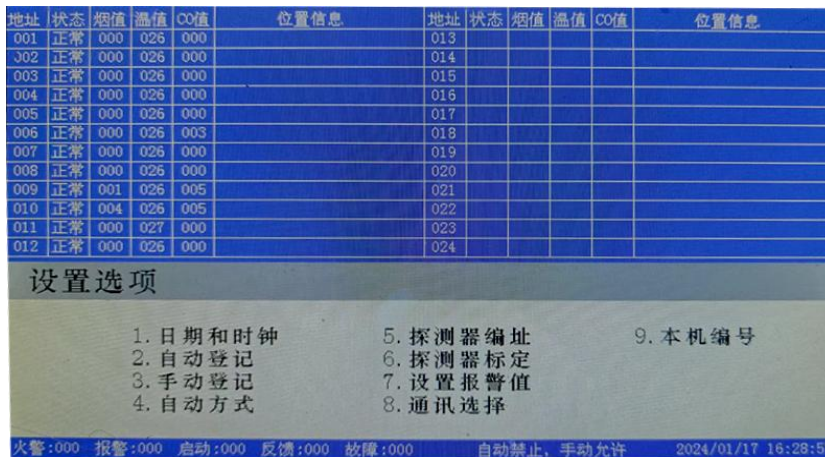 地址 状态 烟值 温值 CO值 位置信息 地址 状态 烟值 温值 CO值 位置信息
001 正常 000 026 000 013
002 正常 000 026 000 014
003 正常 000 026 000 015
004 正常 000 026 000 016
005 正常 000 026 000 017
006 正常 000 026 003 018
007 正常 000 026 000 019
008 正常 000 026 000 020
009 正常 001 026 005 021
010 正常 004 026 005 022
011 正常 000 027 000 023
012 正常 000 026 000 024
设置选项
1.日期和时钟 5.探测器编址 9.本机编号
2.自动登记 6.探测器标定
3.手动登记 7.设置报警值
4.自动方式 8.通讯选择
火警:000 报警:000 启动:000 反馈:000 故障:000 自动禁止，手动允许 2024/01/17 16:28:5